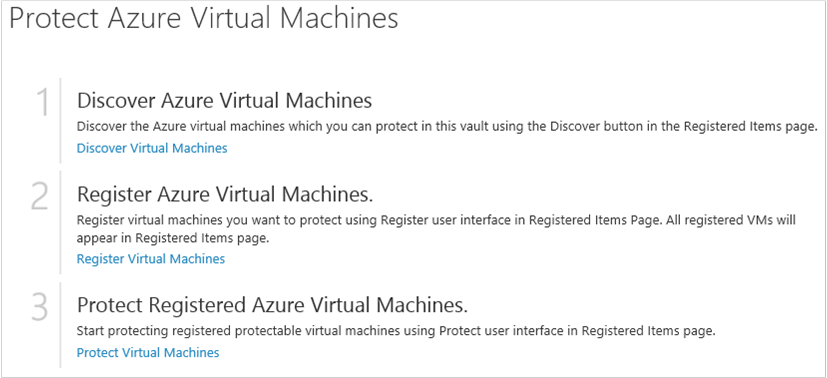 Protect Azure Virtual Machines
1
Discover Azure Virtual Machines
Discover the Azure virtual machines which you can protect in this vault using the Discover button in the Registered Items page.
Discover Virtual Machines
2
Register Azure Virtual Machines.
Register virtual machines you want to protect using Register user interface in Registered Items Page. All registered VMs will
appear in Registered Items page.
Register Virtual Machines
3
Protect Registered Azure Virtual Machines.
Start protecting registered protectable virtual machines using Protect user interface in Registered Items page.
Protect Virtual Machines